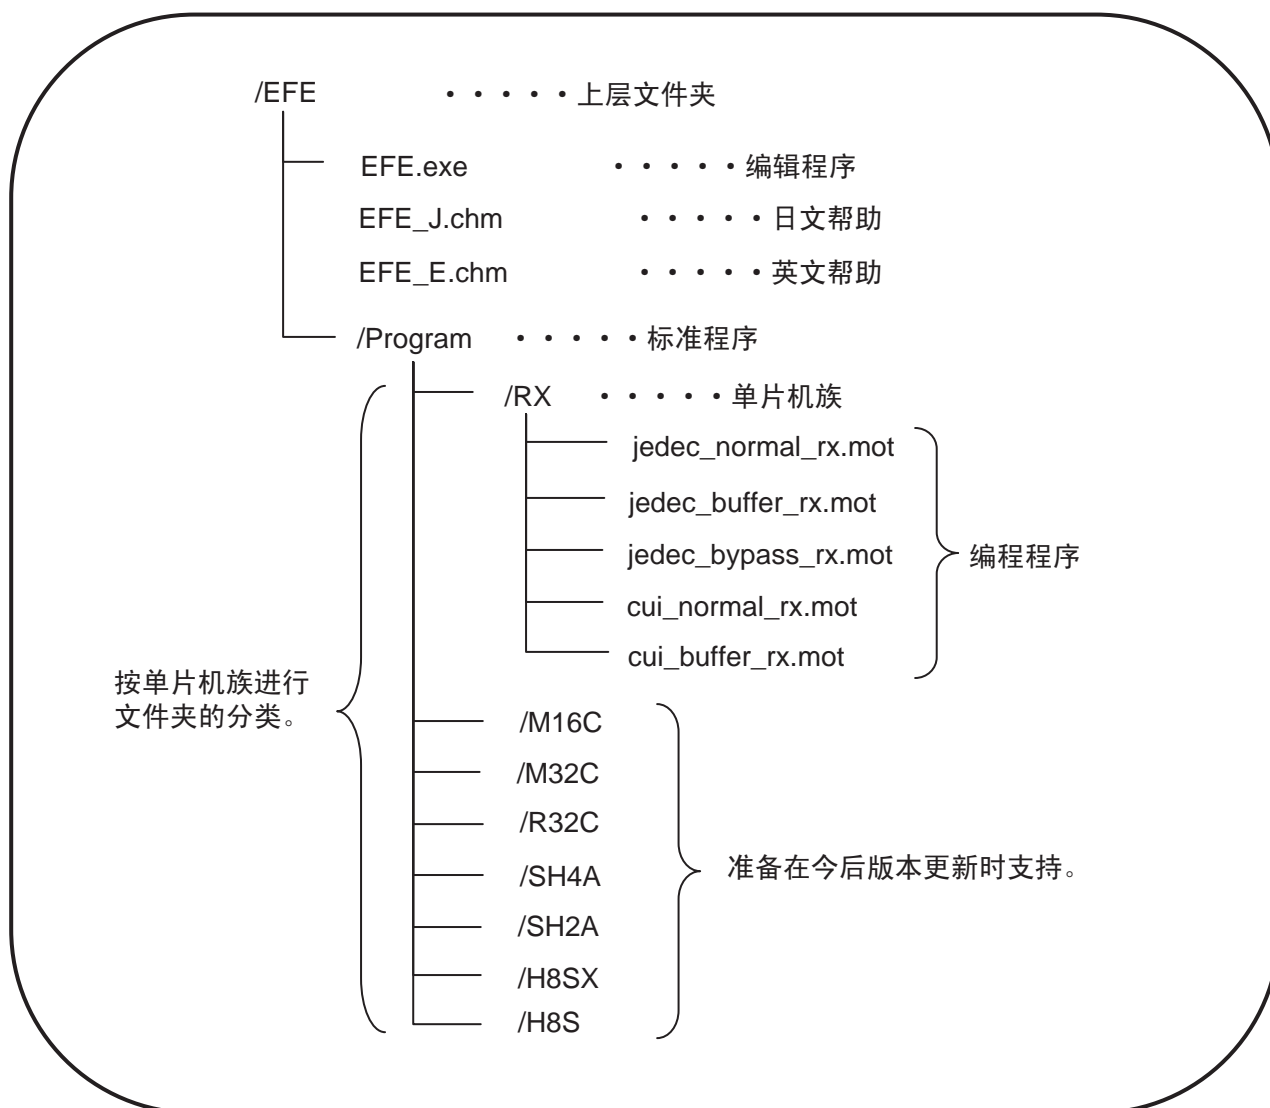 /EFE ・・・・・上层文件夹
EFE.exe ・・・・・编辑程序
EFE_J.chm ・・・・・日文帮助
EFE_E.chm ・・・・・英文帮助
/Program ・・・・・标准程序
/RX ・・・・・单片机族
jedec_normal_rx.mot
jedec_buffer_rx.mot
jedec_bypass_rx.mot
cui_normal_rx.mot
cui_buffer_rx.mot
编程程序
按单片机族进行
文件夹的分类。
/M16C
/M32C
/R32C
/SH4A
/SH2A
/H8SX
/H8S
准备在今后版本更新时支持。